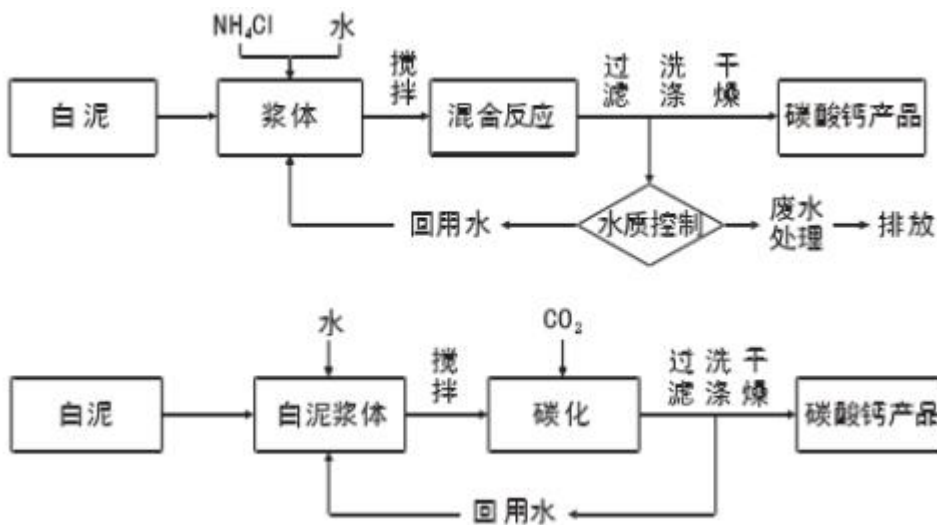 NH₄Cl 水
搅拌 过滤 洗涤 干燥
白泥 浆体 混合反应 碳酸钙产品
回用水 水质控制 废水处理 排放
水 CO₂
搅拌 过滤 洗涤 干燥
白泥 白泥浆体 碳化 碳酸钙产品
回用水